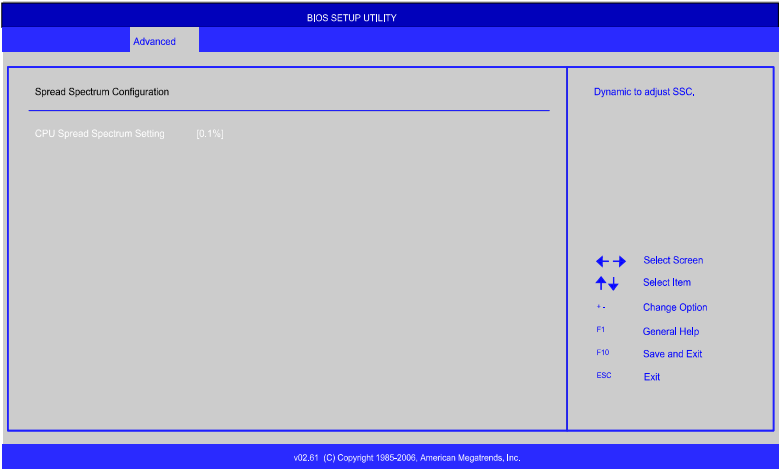 BIOS SETUP UTILITY
Advanced
Spread Spectrum Configuration
CPU Spread Spectrum Setting [0.1%]
Dynamic to adjust SSC.
Select Screen
Select Item
+ - Change Option
F1 General Help
F10 Save and Exit
ESC Exit
v02.61 (C) Copyright 1985-2006, American Megatrends, Inc.